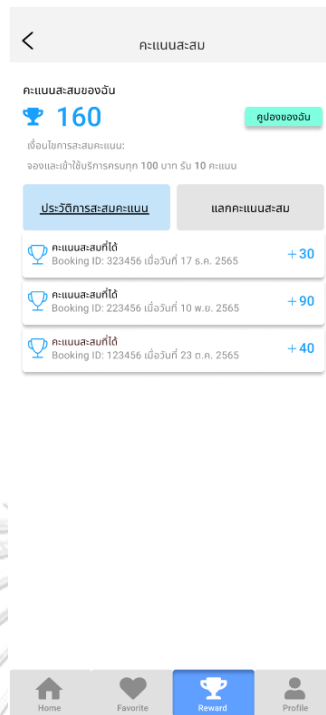 คะแนนสะสม
คะแนนสะสมของฉัน
160
คูปองของฉัน
เงื่อนไขการสะสมคะแนน:
จองและเข้าใช้บริการครบทุก 100 บาท รับ 10 คะแนน
ประวัติการสะสมคะแนน
แลกคะแนนสะสม
คะแนนสะสมที่ได้
Booking ID: 323456 เมื่อวันที่ 17 ธ.ค. 2565
+30
คะแนนสะสมที่ได้
Booking ID: 223456 เมื่อวันที่ 10 พ.ย. 2565
+90
คะแนนสะสมที่ได้
Booking ID: 123456 เมื่อวันที่ 23 ต.ค. 2565
+40
Home
Favorite
Reward
Profile